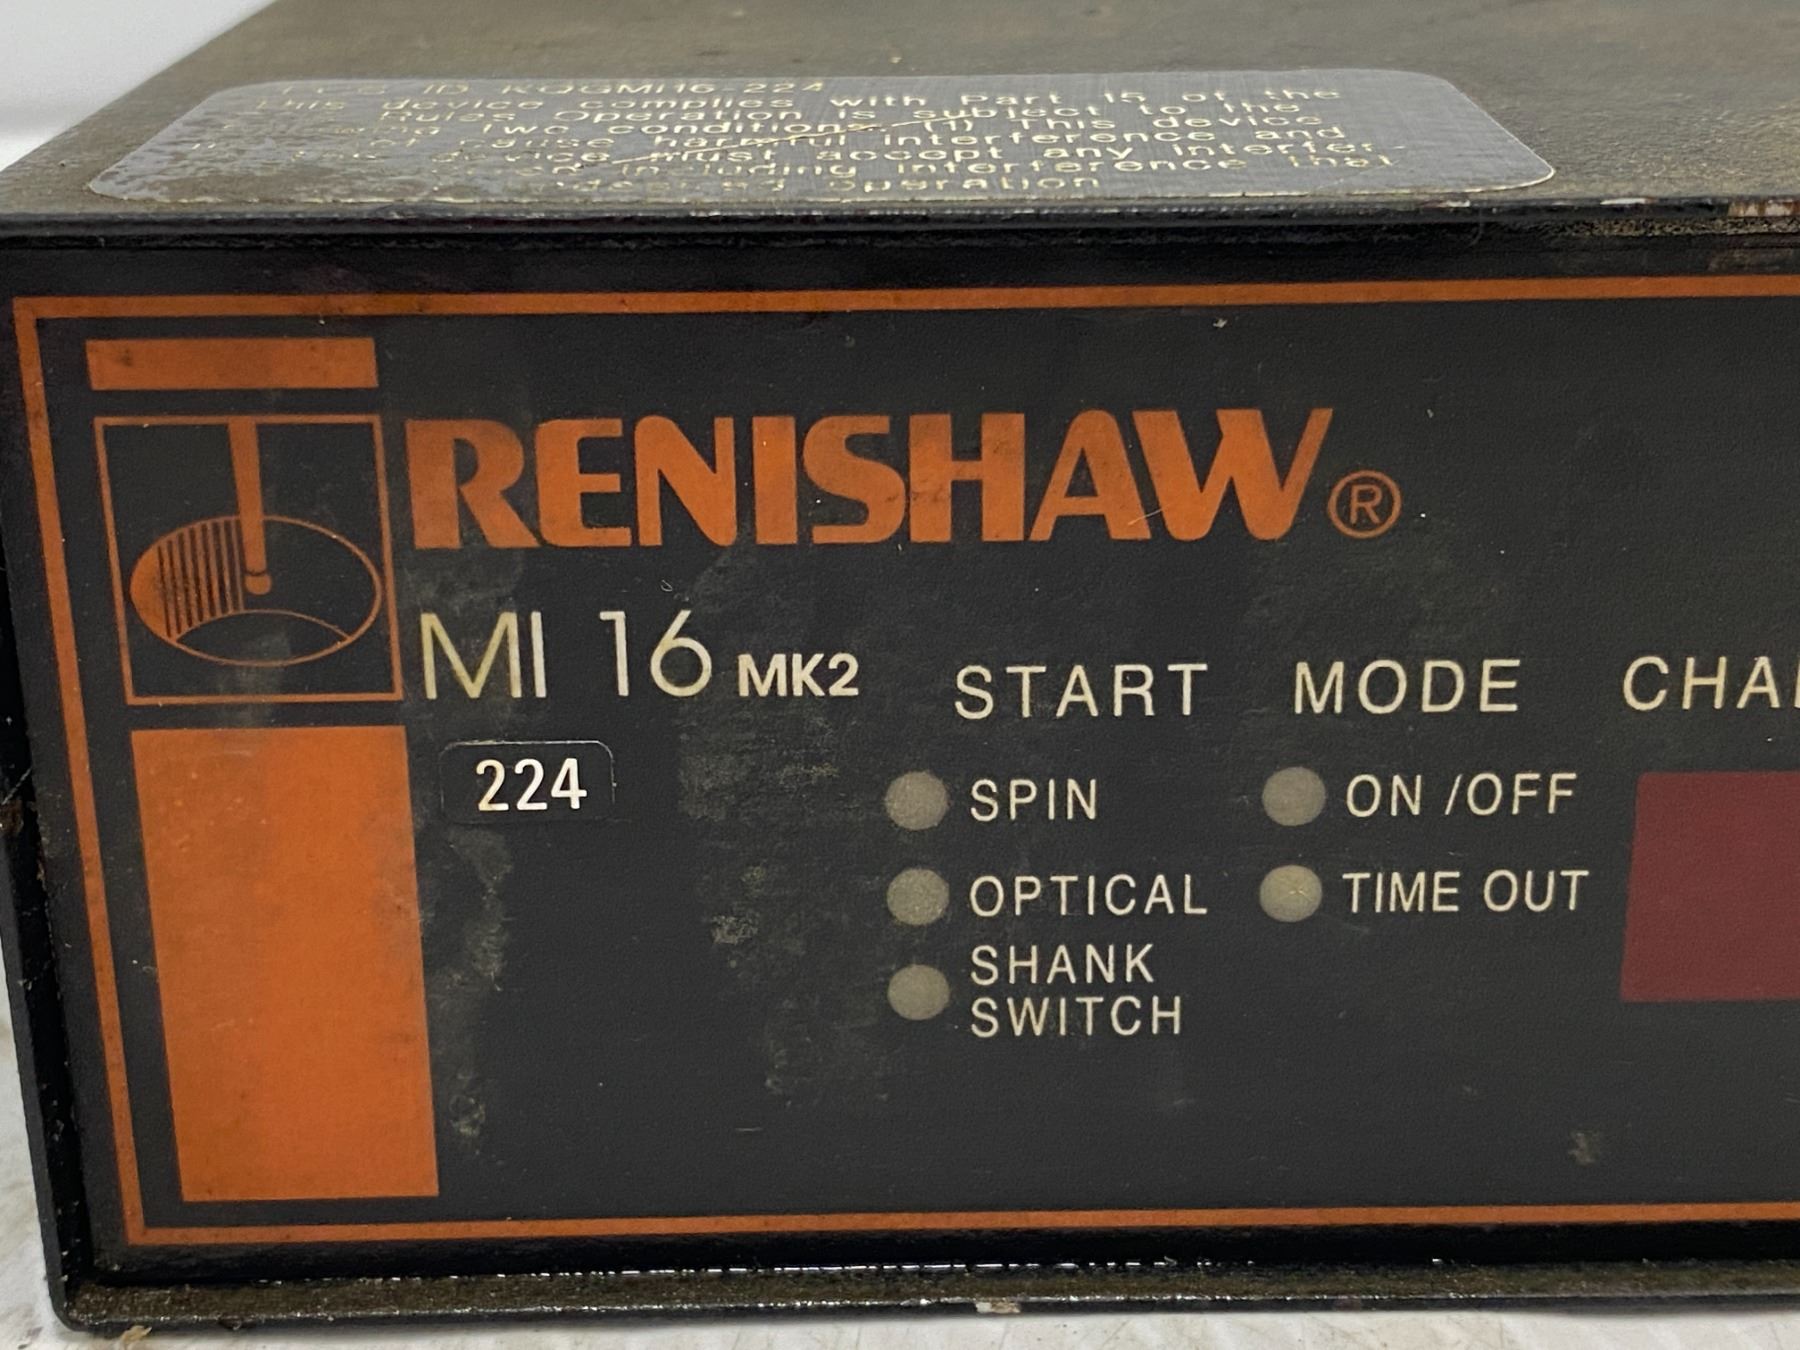 ID KQGMI16-224
This device complies with Part 15 of the
Rules Operation is subject to the
two conditions (1) This device
cause harmful interference and
device must accept any interfer-
including interference that
operation
RENISHAW®
MI 16 MK2
224
START MODE
SPIN ON /OFF
OPTICAL TIME OUT
SHANK
SWITCH